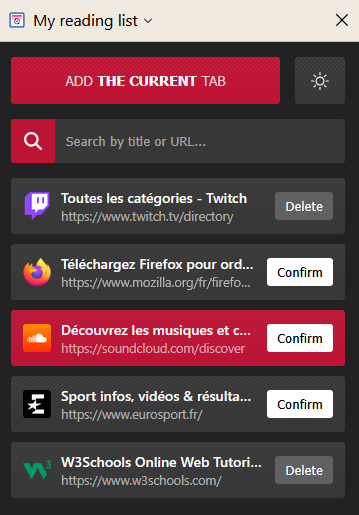 My reading list
ADD THE CURRENT TAB
Search by title or URL...
Toutes les catégories - Twitch
https://www.twitch.tv/directory
Delete
Téléchargez Firefox pour ord...
https://www.mozilla.org/fr/firefo...
Confirm
Découvrez les musiques et c...
https://soundcloud.com/discover
Confirm
Sport infos, vidéos & résulta...
https://www.eurosport.fr/
Confirm
W3Schools Online Web Tutori...
https://www.w3schools.com/
Delete